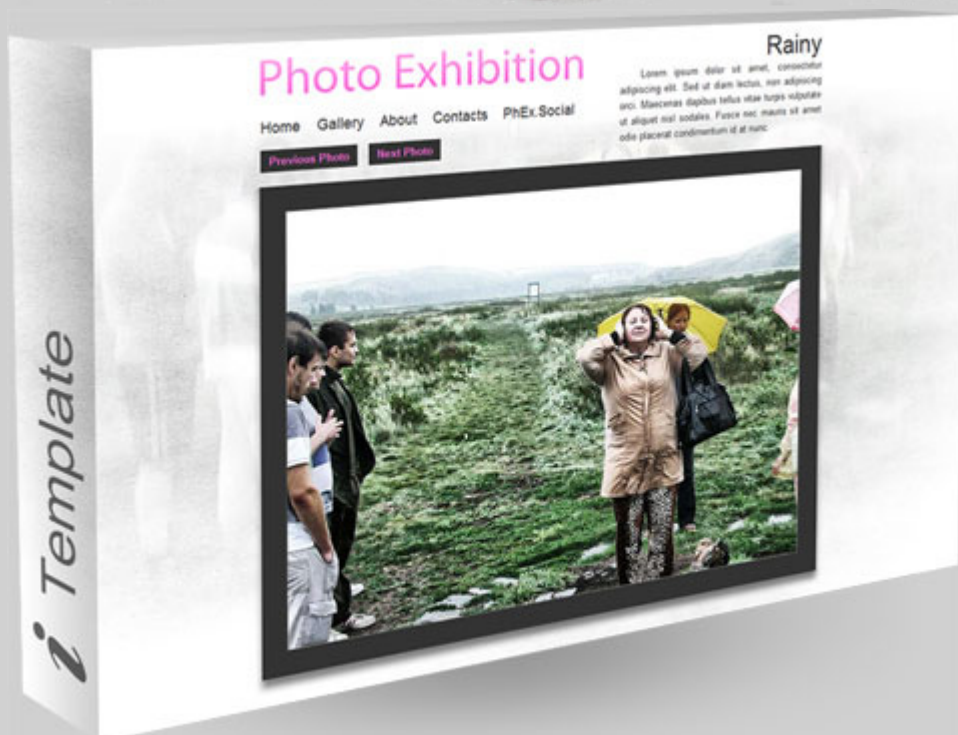 Photo Exhibition
Home Gallery About Contacts PhEx.Social
Previous Photo Next Photo
Rainy
Lorem ipsum dolor sit amet, consectetur
adipiscing elit. Sed ut diam lectus, non adipiscing
orci. Maecenas dapibus tellus vitae turpis vulputate
ut aliquet nisl sodales. Fusce nec mauris sit amet
odio placerat condimentum id at nunc.
i Template